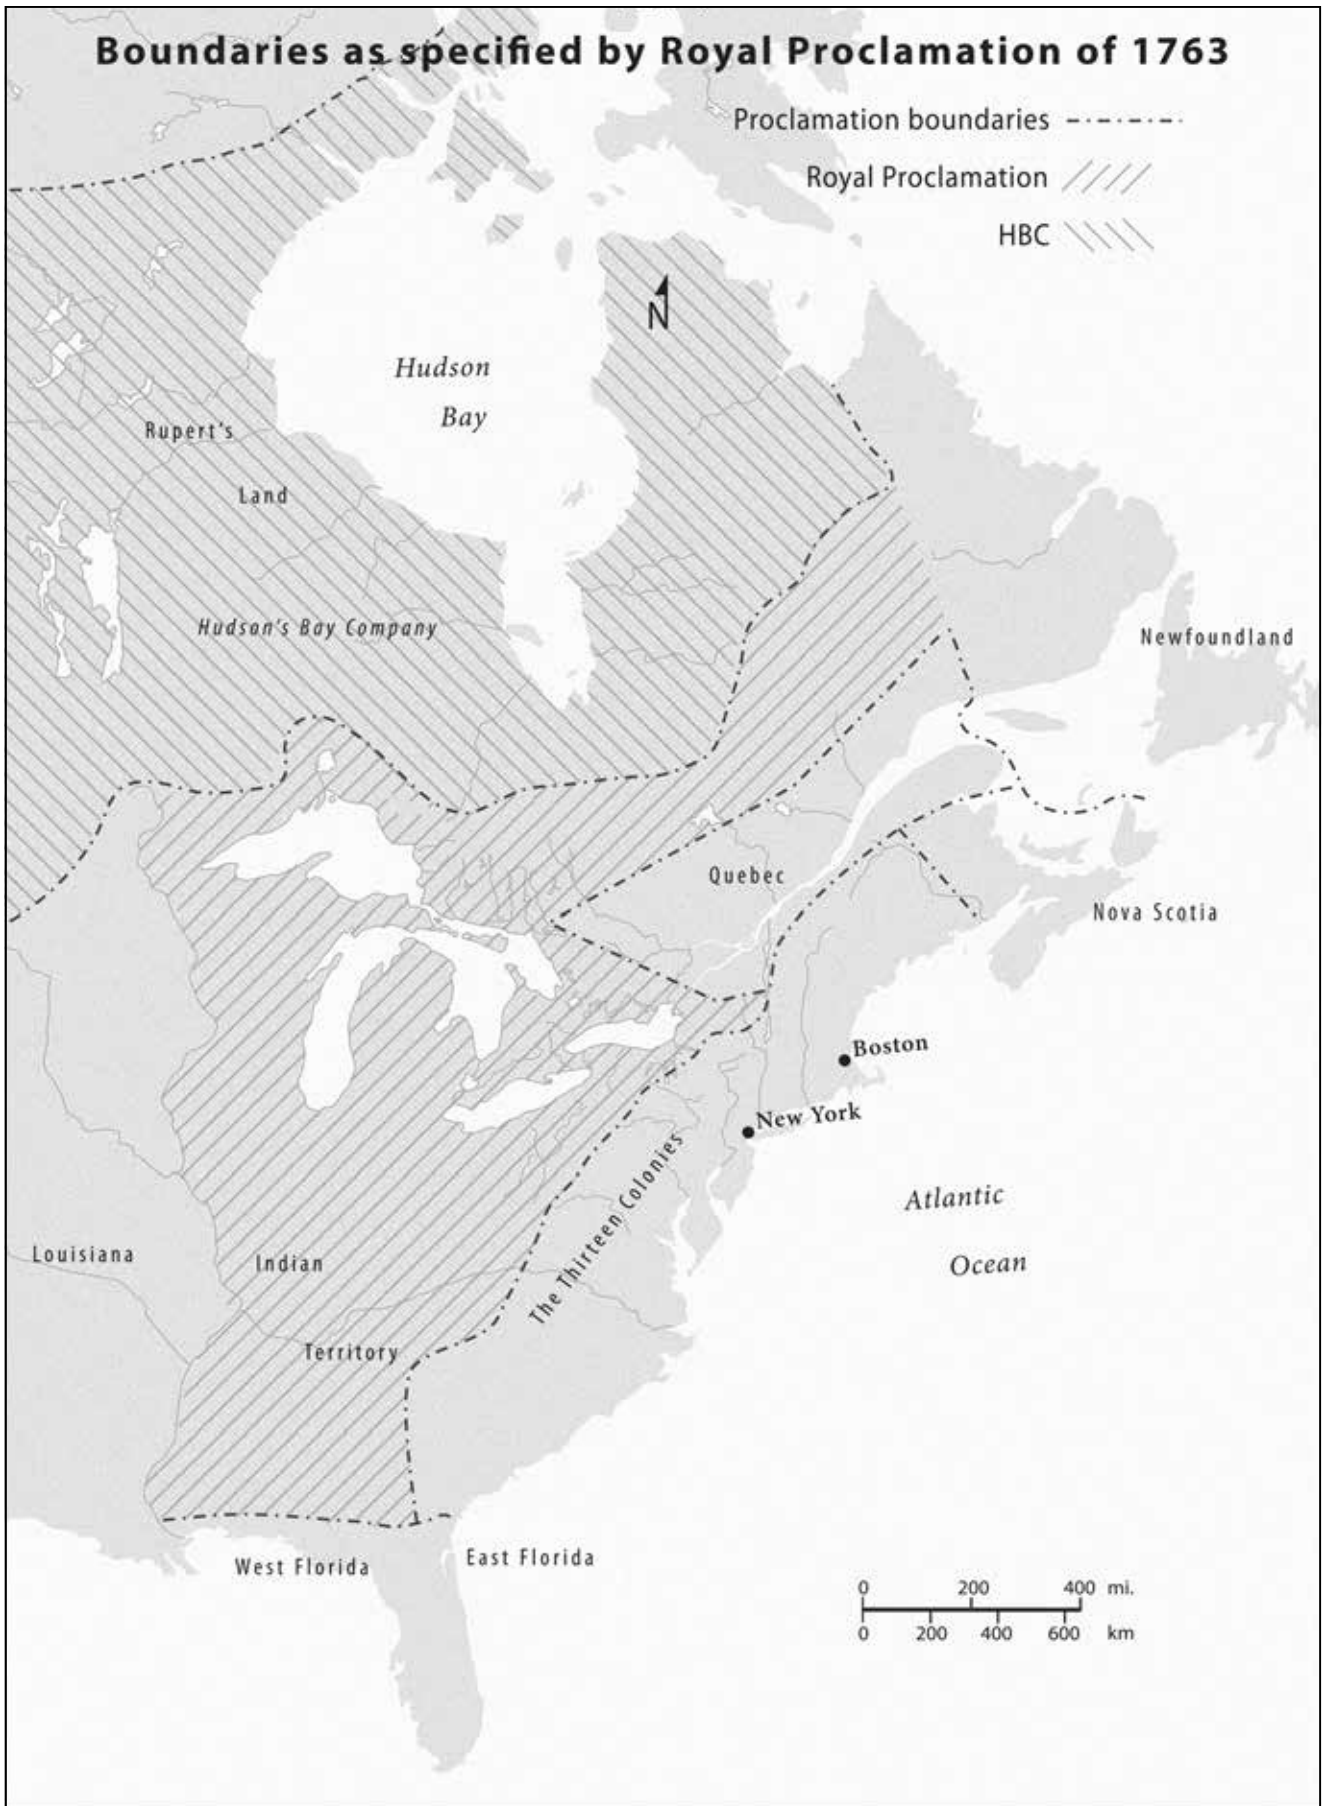 Boundaries as specified by Royal Proclamation of 1763
Proclamation boundaries
Royal Proclamation
HBC
N
Hudson
Bay
Rupert's
Land
Hudson's Bay Company
Newfoundland
Quebec
Nova Scotia
Boston
New York
The Thirteen Colonies
Atlantic
Ocean
Louisiana
Indian
Territory
West Florida
East Florida
0 200 400 mi.
0 200 400 600 km